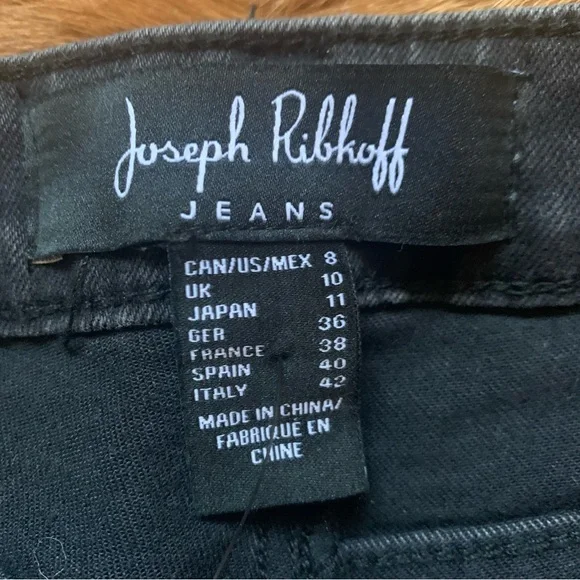 Joseph Ribkoff
JEANS
CAN/US/MEX 8
UK 10
JAPAN 11
GER 36
FRANCE 38
SPAIN 40
ITALY 42
MADE IN CHINA/
FABRIQUÉ EN
CHINE